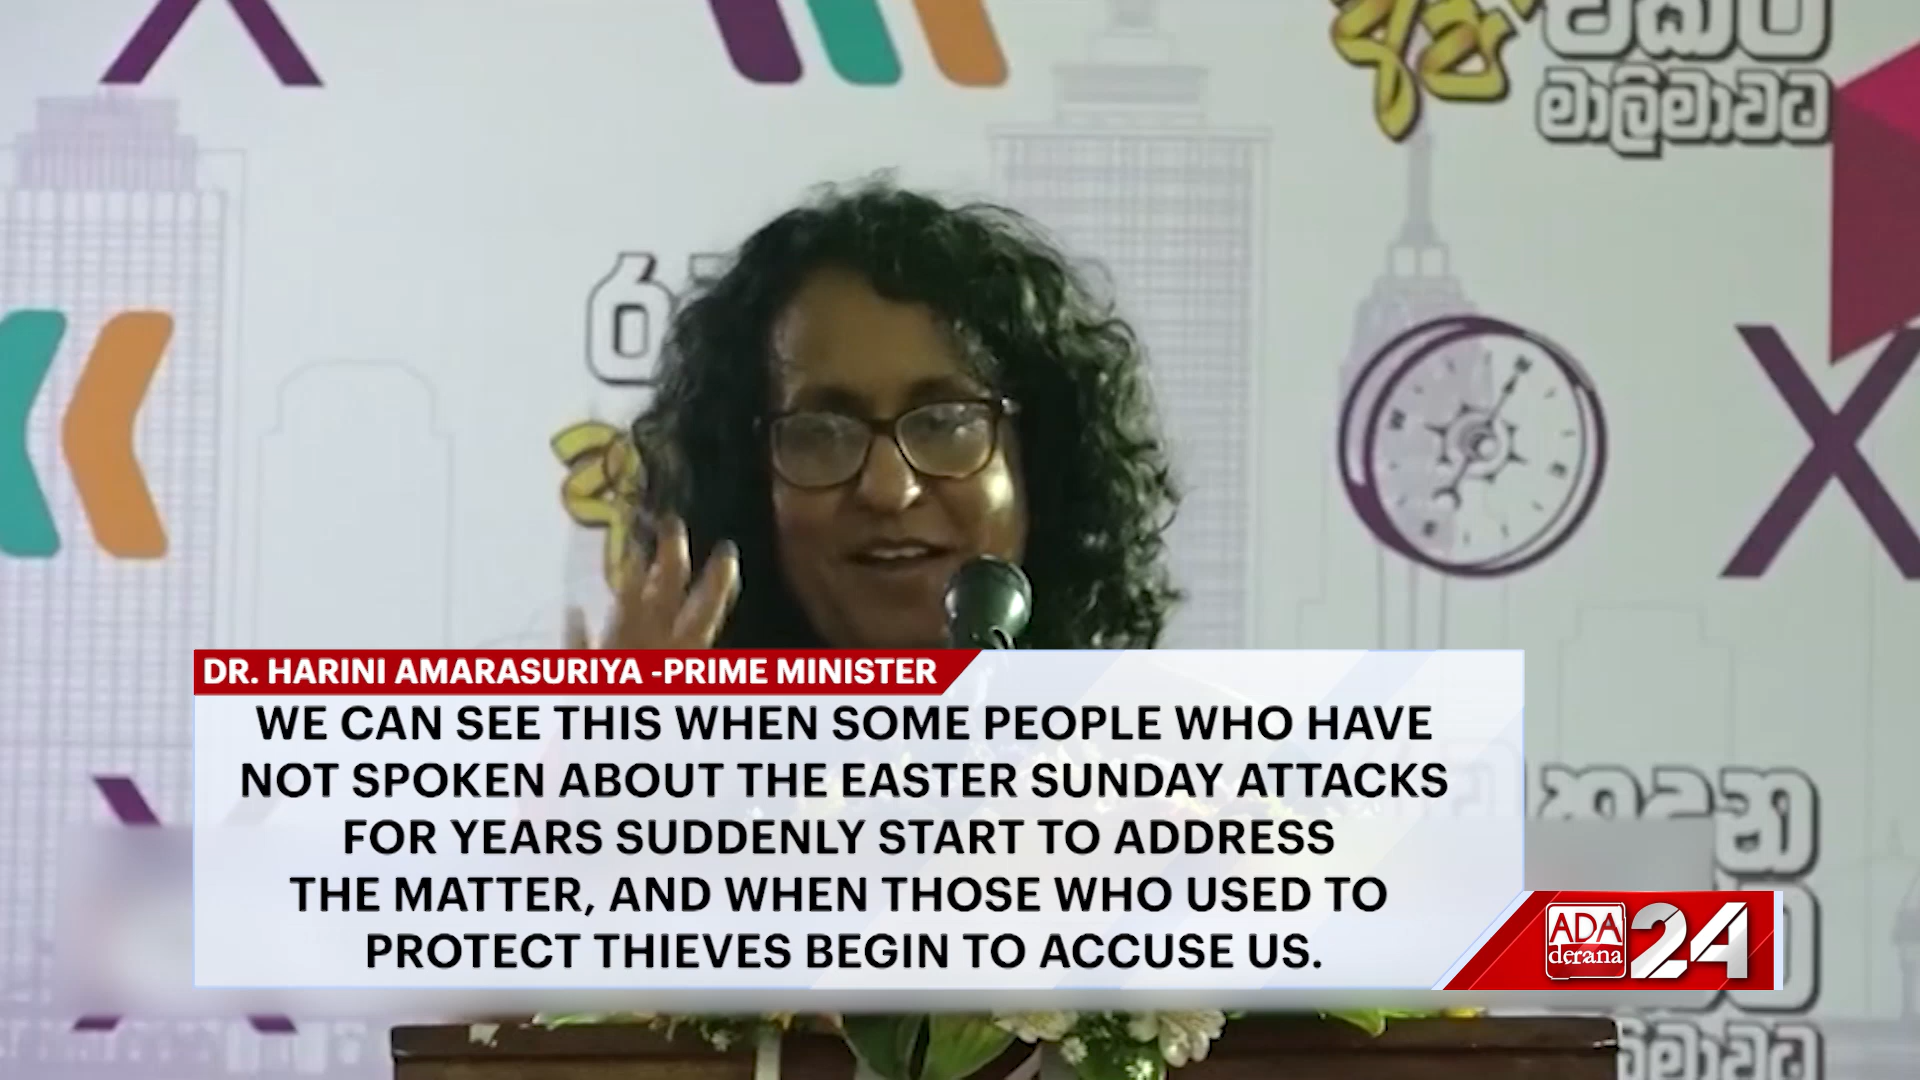 අපි
මාලිමාවට
DR. HARINI AMARASURIYA -PRIME MINISTER
WE CAN SEE THIS WHEN SOME PEOPLE WHO HAVE
NOT SPOKEN ABOUT THE EASTER SUNDAY ATTACKS
FOR YEARS SUDDENLY START TO ADDRESS
THE MATTER, AND WHEN THOSE WHO USED TO
PROTECT THIEVES BEGIN TO ACCUSE US.
ADA
derana
24